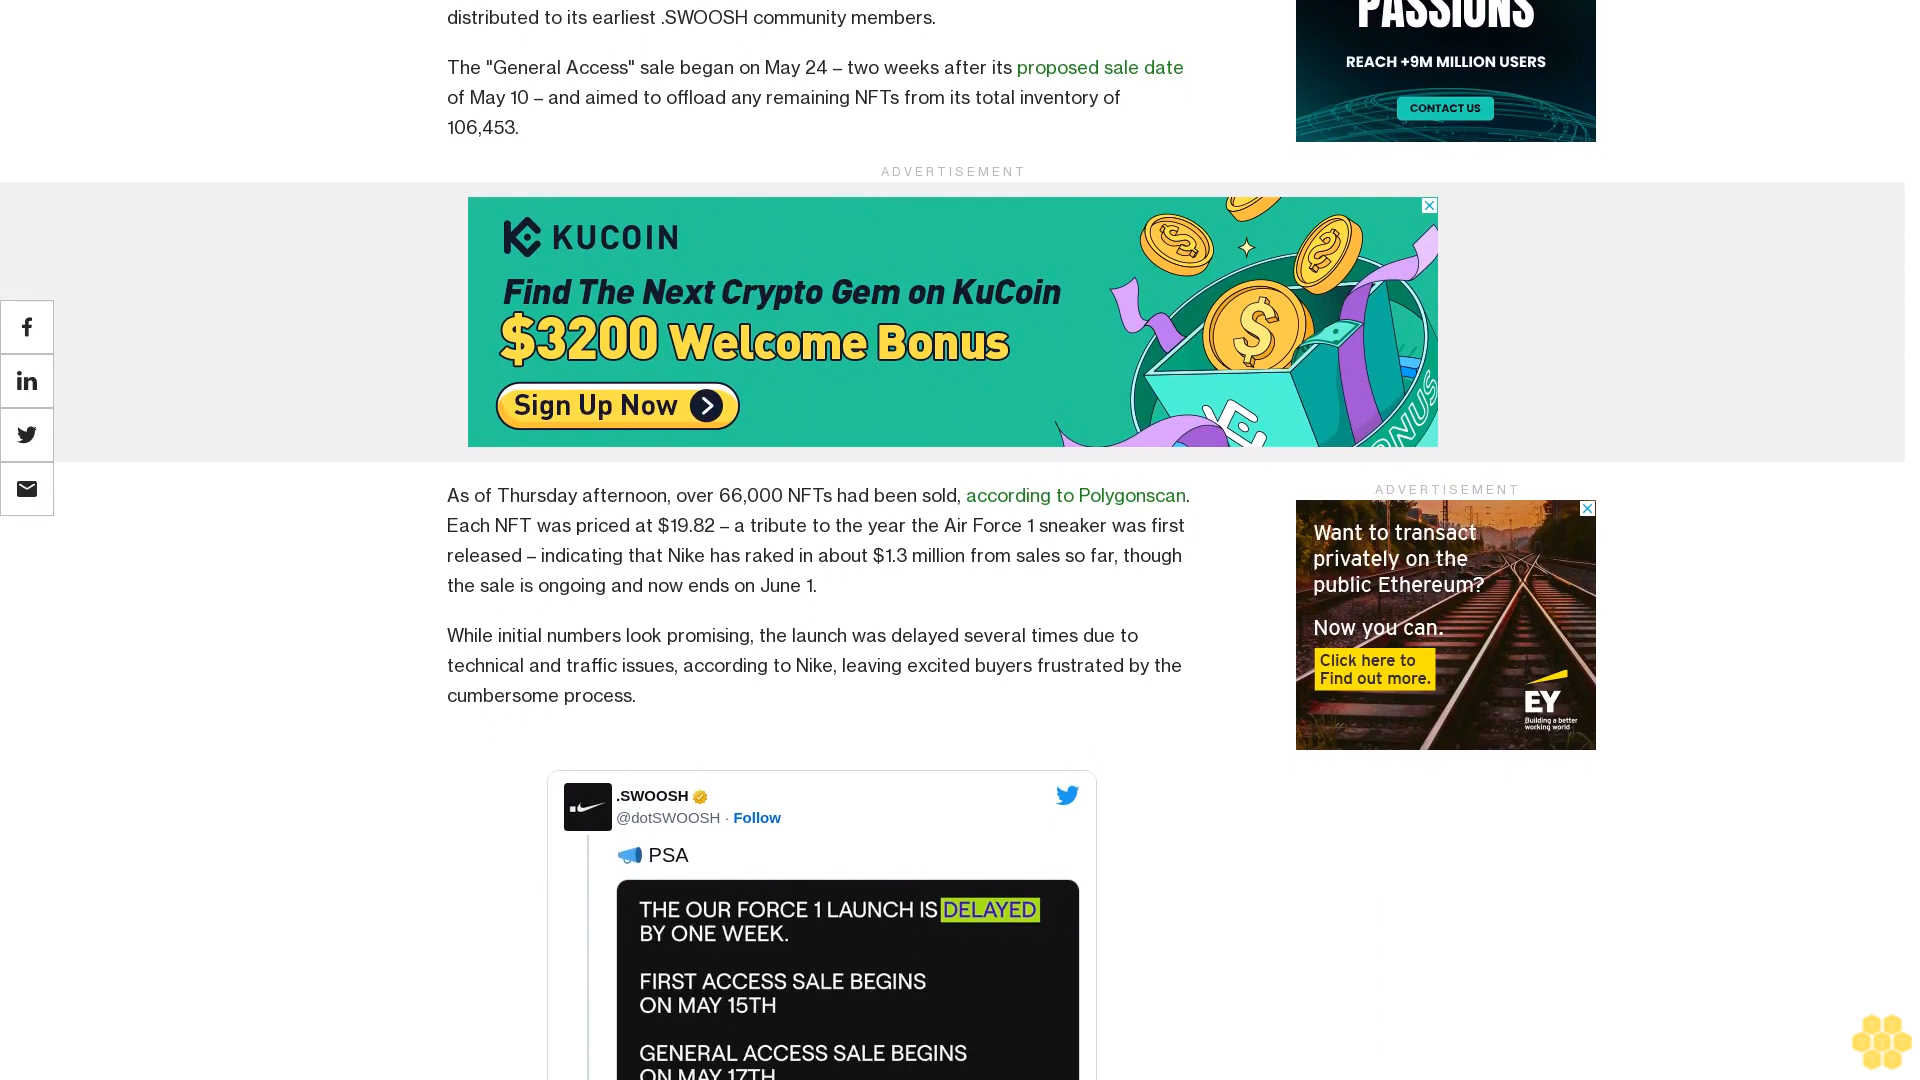 distributed to its earliest .SWOOSH community members.
The "General Access" sale began on May 24 – two weeks after its proposed sale date
of May 10 – and aimed to offload any remaining NFTs from its total inventory of
106,453.
PASSIONS
REACH +9M MILLION USERS
CONTACT US
ADVERTISEMENT
KUCOIN
Find The Next Crypto Gem on KuCoin
$3200 Welcome Bonus
Sign Up Now
BONUS
As of Thursday afternoon, over 66,000 NFTs had been sold, according to Polygonscan.
Each NFT was priced at $19.82 – a tribute to the year the Air Force 1 sneaker was first
released – indicating that Nike has raked in about $1.3 million from sales so far, though
the sale is ongoing and now ends on June 1.
While initial numbers look promising, the launch was delayed several times due to
technical and traffic issues, according to Nike, leaving excited buyers frustrated by the
cumbersome process.
ADVERTISEMENT
Want to transact
privately on the
public Ethereum?
Now you can.
Click here to
Find out more.
EY
Building a better
working world
.SWOOSH
@dotSWOOSH · Follow
PSA
THE OUR FORCE 1 LAUNCH IS DELAYED
BY ONE WEEK.
FIRST ACCESS SALE BEGINS
ON MAY 15TH
GENERAL ACCESS SALE BEGINS
ON MAY 17TH